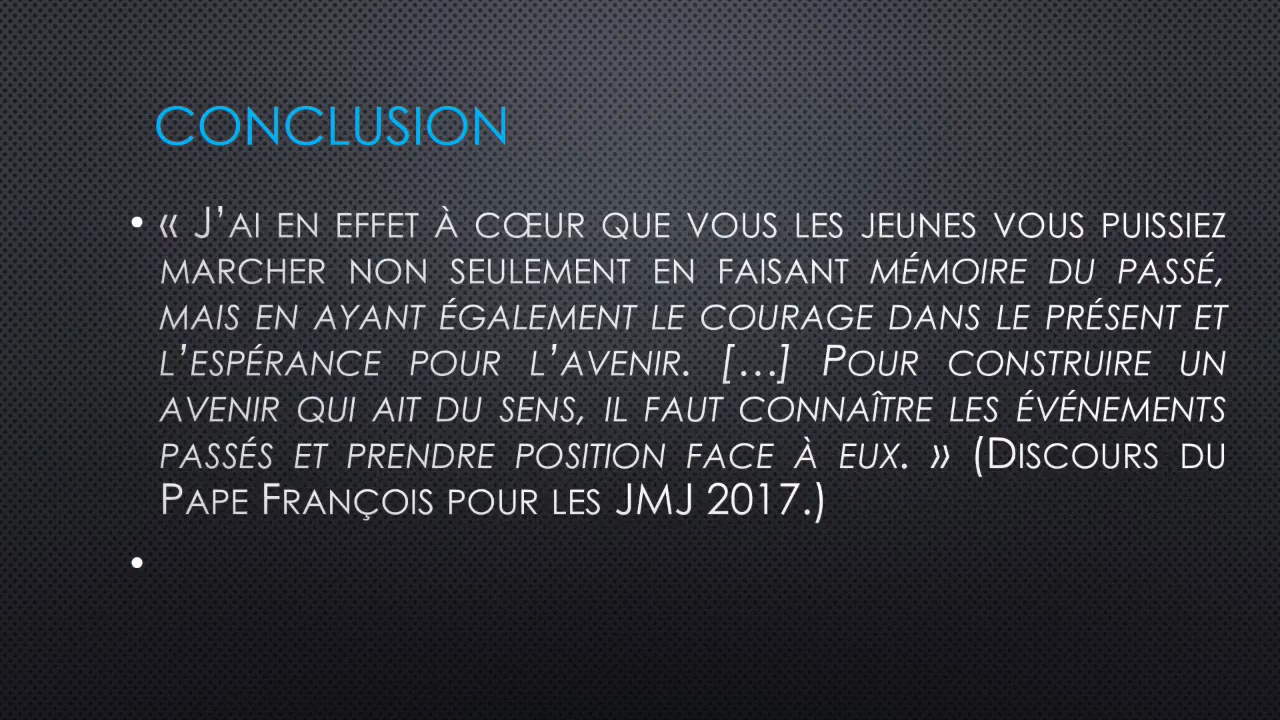 CONCLUSION
• « J’AI EN EFFET À CŒUR QUE VOUS LES JEUNES VOUS PUISSIEZ
MARCHER NON SEULEMENT EN FAISANT MÉMOIRE DU PASSÉ,
MAIS EN AYANT ÉGALEMENT LE COURAGE DANS LE PRÉSENT ET
L’ESPÉRANCE POUR L’AVENIR. […] POUR CONSTRUIRE UN
AVENIR QUI AIT DU SENS, IL FAUT CONNAÎTRE LES ÉVÉNEMENTS
PASSÉS ET PRENDRE POSITION FACE À EUX. » (DISCOURS DU
PAPE FRANÇOIS POUR LES JMJ 2017.)
•